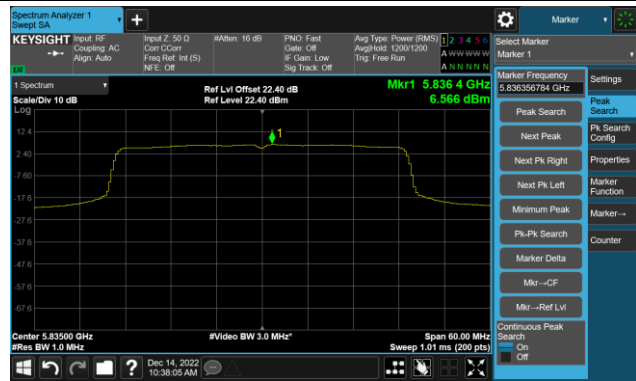 Spectrum Analyzer 1
Swept SA
Marker
KEYSIGHT
Input: RF
Coupling: AC
Align: Auto
Input Z: 50 Ω
Corr CCorr
Freq Ref: Int (S)
NFE: Off
#Atten: 16 dB
PNO: Fast
Gate: Off
IF Gain: Low
Sig Track: Off
Avg Type: Power (RMS)
Avg|Hold: 1200/1200
Trig: Free Run
1 2 3 4 5 6
A W W W W W
A N N N N N
LXI
Select Marker
Marker 1
1 Spectrum
Scale/Div 10 dB
Log
Ref Lvl Offset 22.40 dB
Ref Level 22.40 dBm
Mkr1 5.836 4 GHz
6.566 dBm
12.4
2.40
-7.60
-17.6
-27.6
-37.6
-47.6
-57.6
-67.6
1
Center 5.83500 GHz
#Res BW 1.0 MHz
#Video BW 3.0 MHz*
Span 60.00 MHz
Sweep 1.01 ms (200 pts)
Marker Frequency
5.836356784 GHz
Peak Search
Next Peak
Next Pk Right
Next Pk Left
Minimum Peak
Pk-Pk Search
Marker Delta
Mkr→CF
Mkr→Ref Lvl
Continuous Peak
Search
On
Off
Settings
Peak
Search
Pk Search
Config
Properties
Marker
Function
Marker→
Counter
Dec 14, 2022
10:38:05 AM